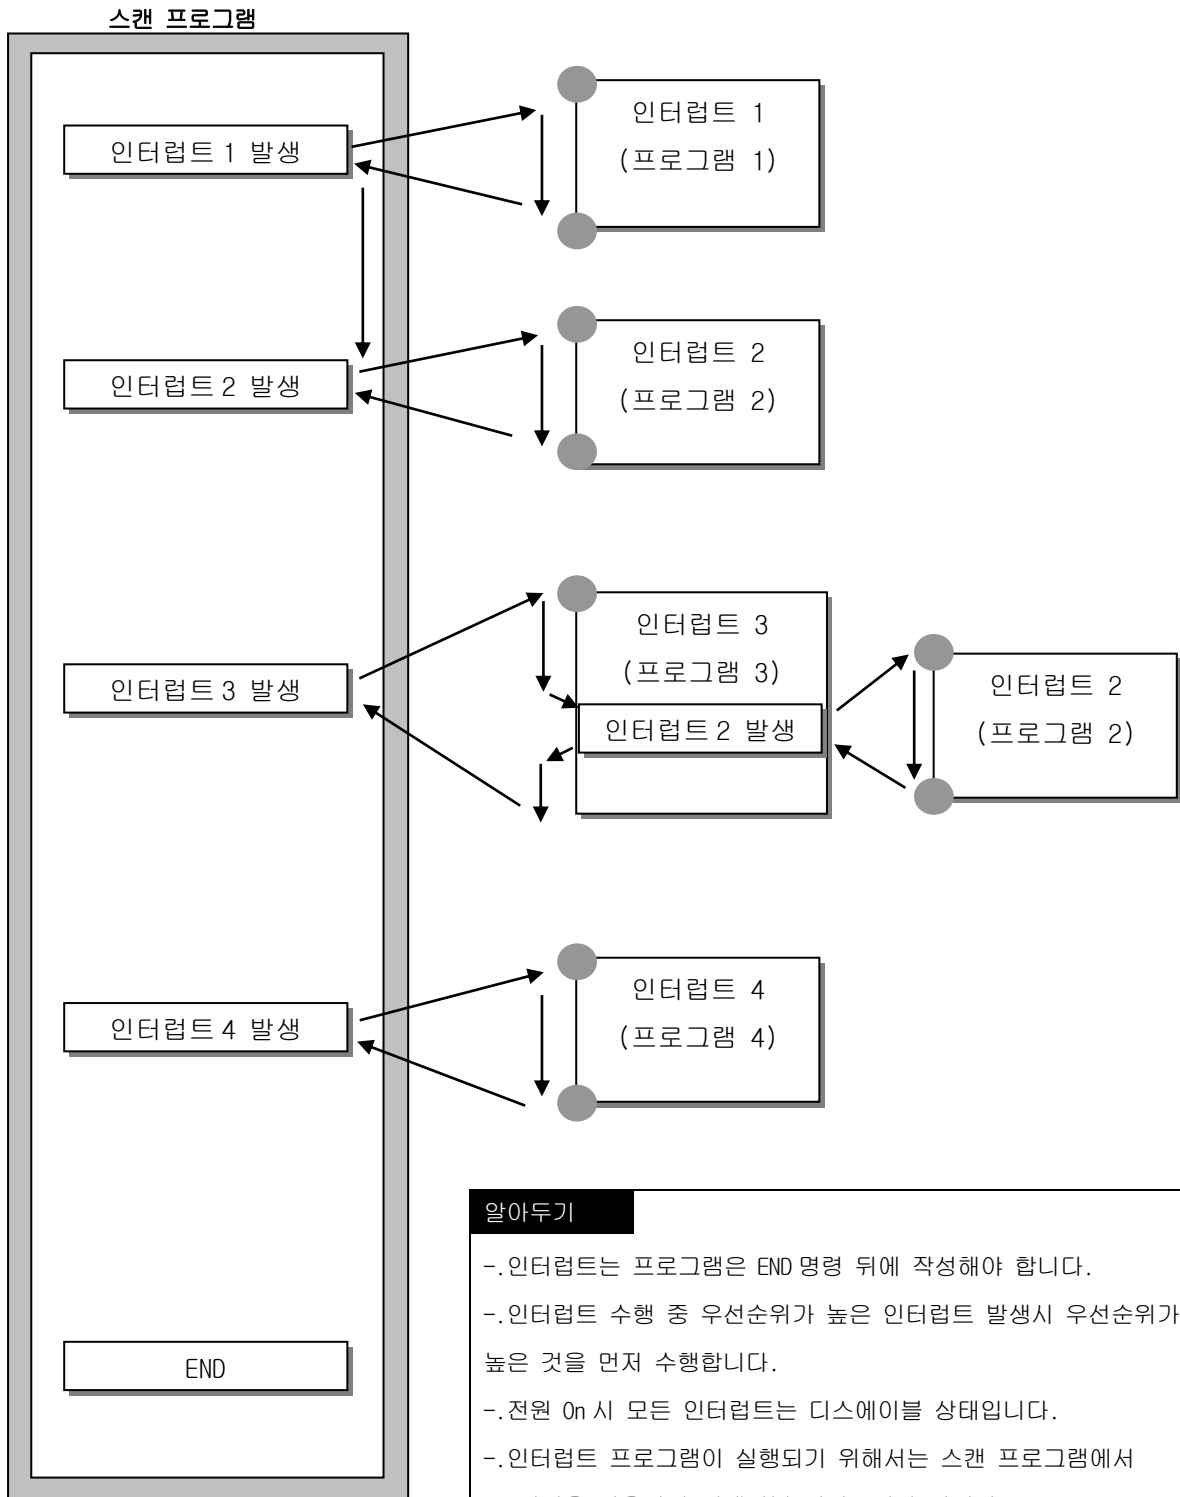 스캔 프로그램
인터럽트 1
(프로그램 1)
인터럽트1 발생
인터럽트 2
(프로그램 2)
인터럽트2 발생
인터럽트 3
(프로그램 3)
인터럽트2 발생
인터럽트 2
(프로그램 2)
인터럽트3 발생
인터럽트 4
(프로그램 4)
인터럽트4 발생
END
알아두기
-.인터럽트는 프로그램은 END 명령 뒤에 작성해야 합니다.
-.인터럽트 수행 중 우선순위가 높은 인터럽트 발생시 우선순위가
높은 것을 먼저 수행합니다.
-.전원 On 시 모든 인터럽트는 디스에이블 상태입니다.
-.인터럽트 프로그램이 실행되기 위해서는 스캔 프로그램에서